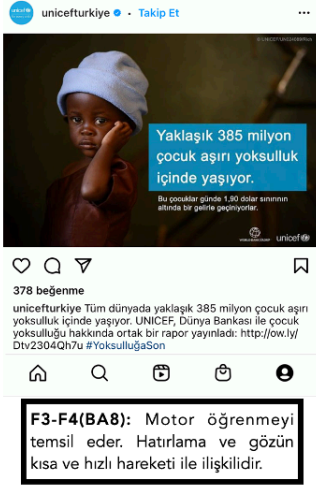 unicefturkiye • Takip Et
Yaklaşık 385 milyon
çocuk aşırı yoksulluk
içinde yaşıyor.
Bu çocuklar günde 1,90 dolar sınırının
altında bir gelirle geçiniyorlar.
unicef
378 beğenme
unicefturkiye Tüm dünyada yaklaşık 385 milyon çocuk aşırı
yoksulluk içinde yaşıyor. UNICEF, Dünya Bankası ile çocuk
yoksulluğu hakkında ortak bir rapor yayınladı: http://ow.ly/
Dtv2304Qh7u #YoksulluğaSon
F3-F4(BA8): Motor öğrenmeyi
temsil eder. Hatırlama ve gözün
kısa ve hızlı hareketi ile ilişkilidir.